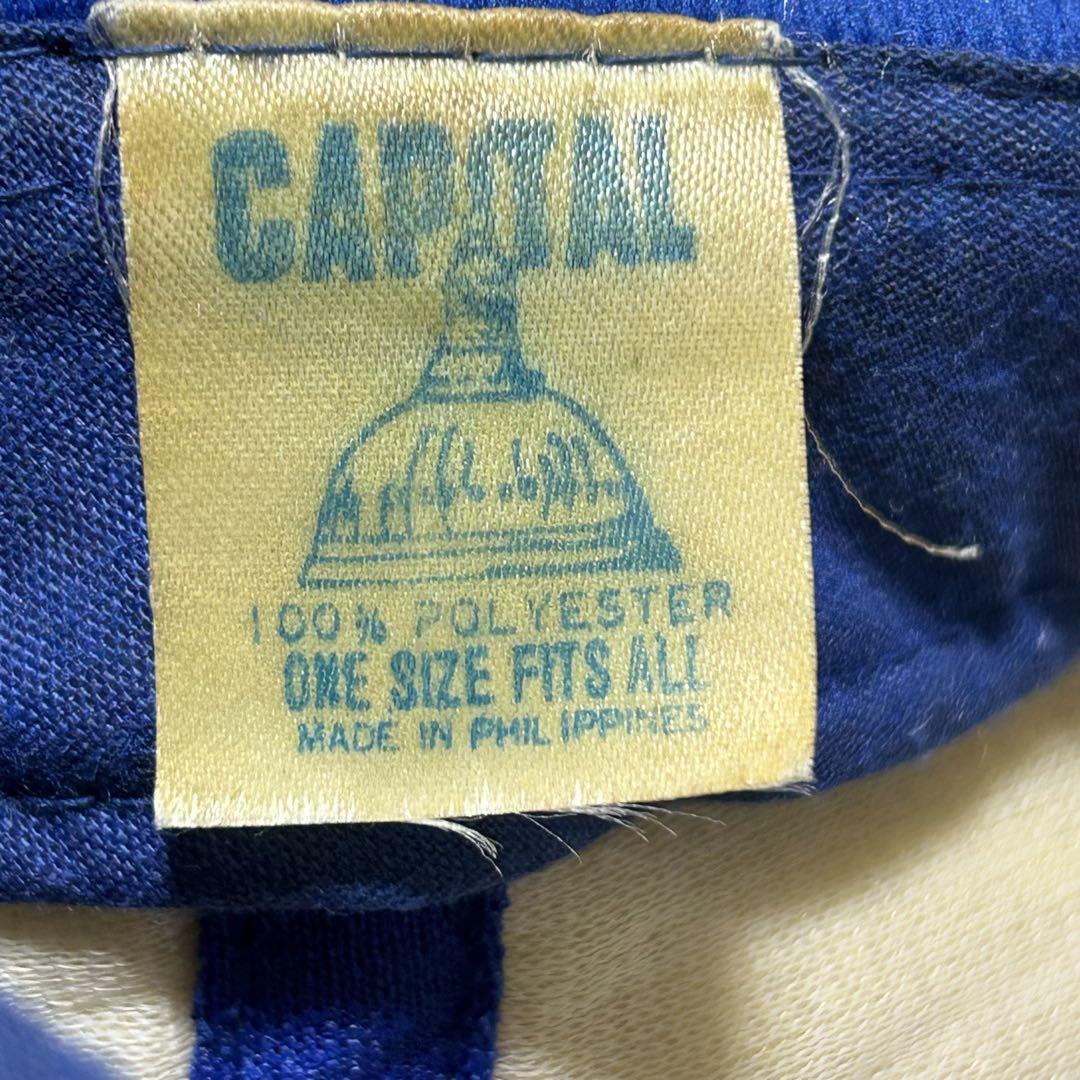 CAPITAL
100% POLYESTER
ONE SIZE FITS ALL
MADE IN PHILIPPINES